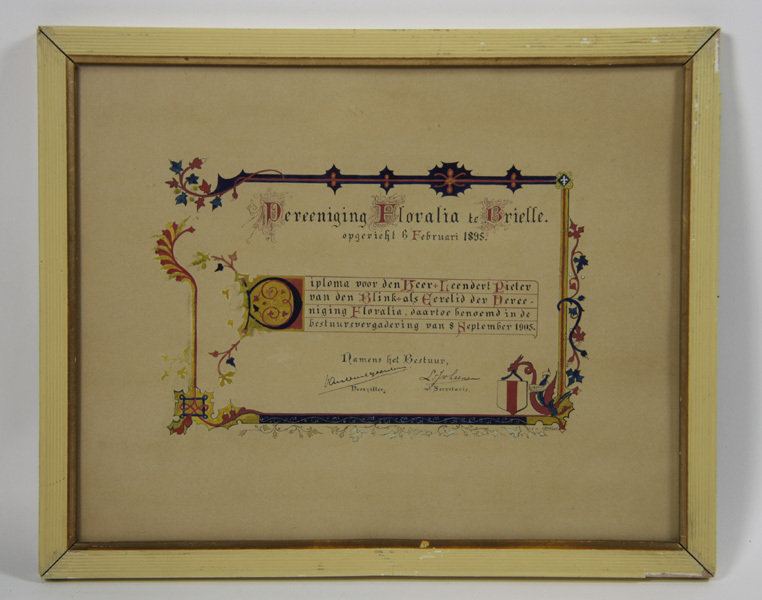 Vereeniging Floralia te Brielle.
opgericht 6 Februari 1895.
Diploma voor den Heer Leendert Pieter
van den Blink als Eerelid der Veree-
niging Floralia, daartoe benoemd in de
bestuursvergadering van 8 September 1905.
Namens het Bestuur,
Voorzitter. Secretaris.